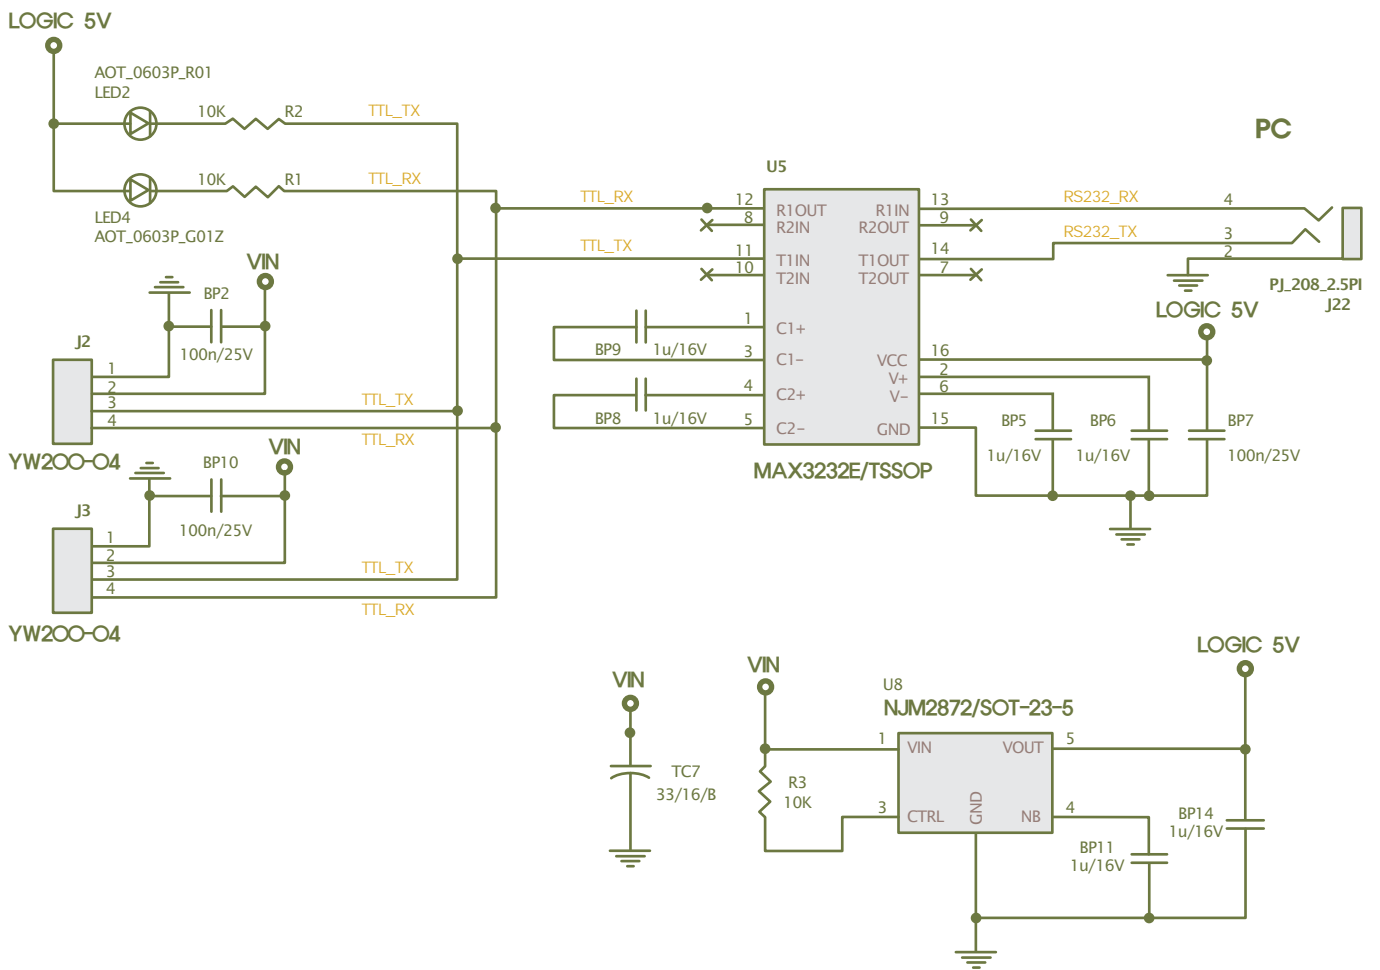 LOGIC 5V
AOT_0603P_R01
LED2
10K
R2
TTL_TX
10K
R1
TTL_RX
LED4
AOT_0603P_G01Z
VIN
BP2
100n/25V
J2
1
2
3
4
TTL_TX
TTL_RX
YW200-04
VIN
BP10
100n/25V
J3
1
2
3
4
TTL_TX
TTL_RX
YW200-04
PC
U5
TTL_RX
12
R1OUT
R1IN
13
RS232_RX
4
8
R2IN
R2OUT
9
TTL_TX
11
T1IN
T1OUT
14
RS232_TX
3
10
T2IN
T2OUT
7
2
PJ_208_2.5PI
J22
LOGIC 5V
1
C1+
BP9
1u/16V
3
C1-
VCC
16
V+
2
4
C2+
V-
6
BP8
1u/16V
5
C2-
GND
15
BP5
1u/16V
BP6
1u/16V
BP7
100n/25V
MAX3232E/TSSOP
VIN
TC7
33/16/B
VIN
R3
10K
U8
NJM2872/SOT-23-5
1
VIN
VOUT
5
3
CTRL
GND
NB
4
LOGIC 5V
BP14
1u/16V
BP11
1u/16V